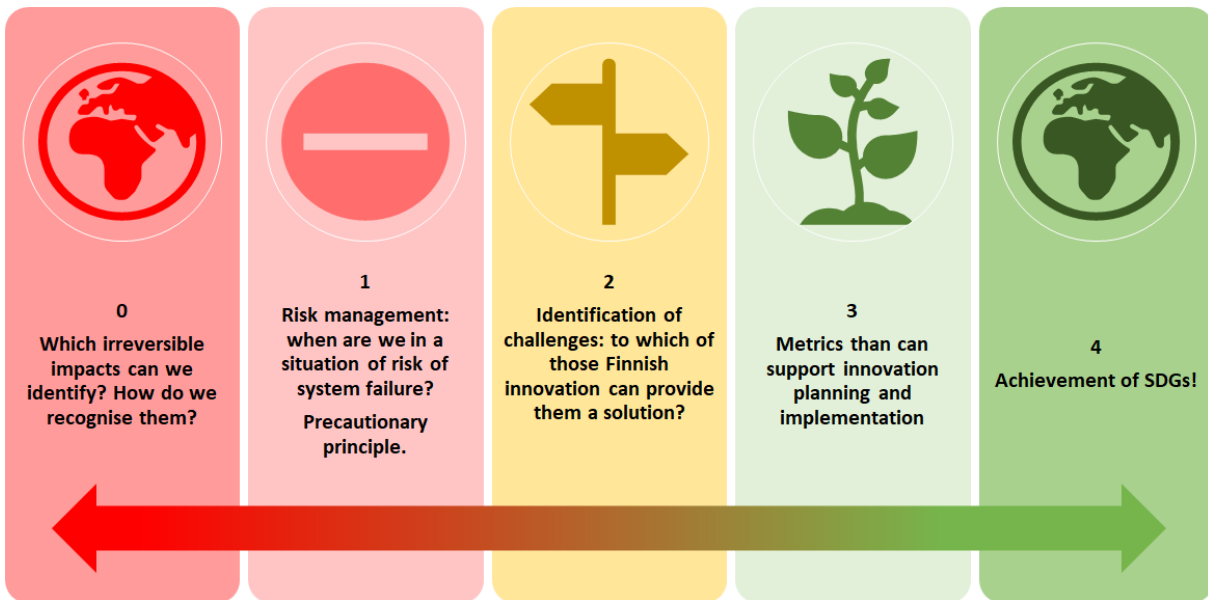 0
Which irreversible
impacts can we
identify? How do we
recognise them?
1
Risk management:
when are we in a
situation of risk of
system failure?
Precautionary
principle.
2
Identification of
challenges: to which of
those Finnish
innovation can provide
them a solution?
3
Metrics than can
support innovation
planning and
implementation
4
Achievement of SDGs!